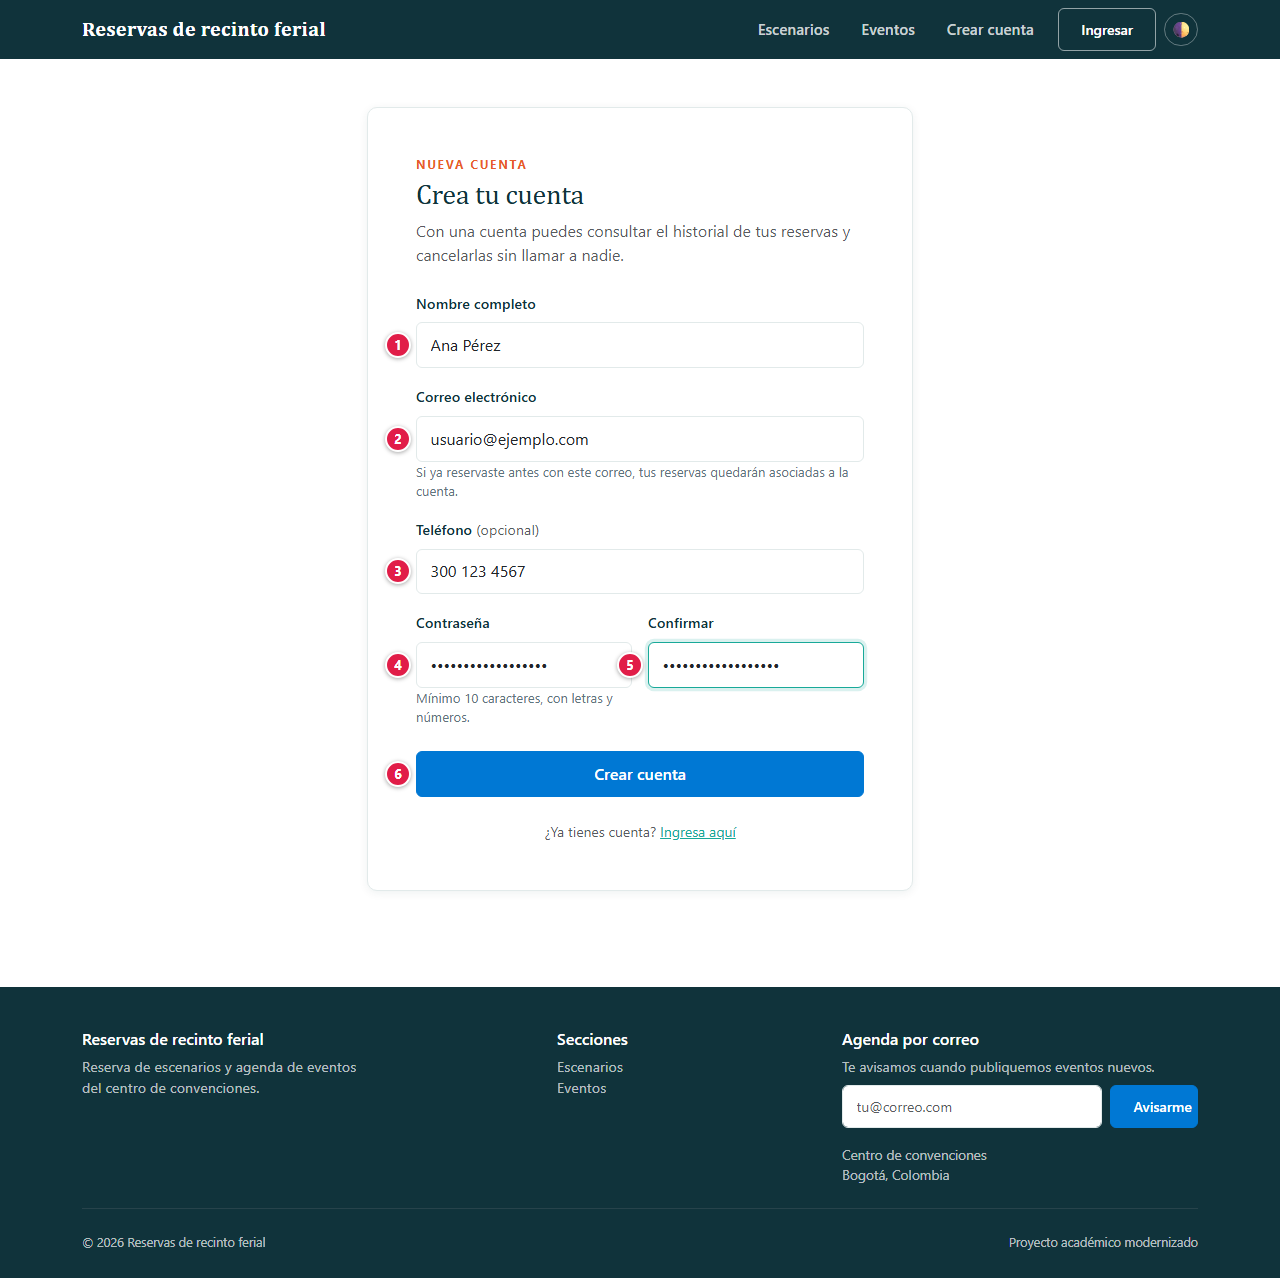 Reservas de recinto ferial
Escenarios
Eventos
Crear cuenta
Ingresar
NUEVA CUENTA
Crea tu cuenta
Con una cuenta puedes consultar el historial de tus reservas y
cancelarlas sin llamar a nadie.
Nombre completo
1
Ana Pérez
Correo electrónico
2
usuario@ejemplo.com
Si ya reservaste antes con este correo, tus reservas quedarán asociadas a la
cuenta.
Teléfono (opcional)
3
300 123 4567
Contraseña
Confirmar
4
••••••••••••••••••
5
••••••••••••••••••
Mínimo 10 caracteres, con letras y
números.
6
Crear cuenta
¿Ya tienes cuenta? Ingresa aquí
Reservas de recinto ferial
Reserva de escenarios y agenda de eventos
del centro de convenciones.
Secciones
Escenarios
Eventos
Agenda por correo
Te avisamos cuando publiquemos eventos nuevos.
tu@correo.com
Avisarme
Centro de convenciones
Bogotá, Colombia
© 2026 Reservas de recinto ferial
Proyecto académico modernizado